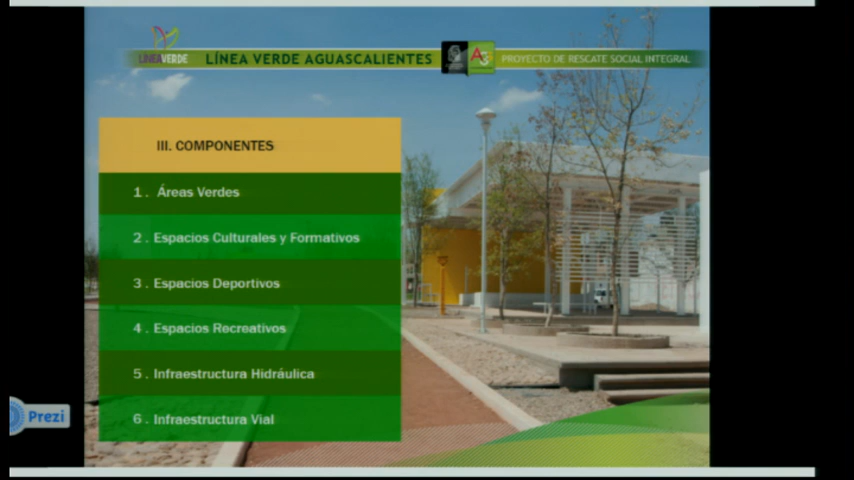 LÍNEAVERDE
LÍNEA VERDE AGUASCALIENTES
PROYECTO DE RESCATE SOCIAL INTEGRAL
III. COMPONENTES
1. Áreas Verdes
2. Espacios Culturales y Formativos
3. Espacios Deportivos
4. Espacios Recreativos
5. Infraestructura Hidráulica
6. Infraestructura Vial
Prezi